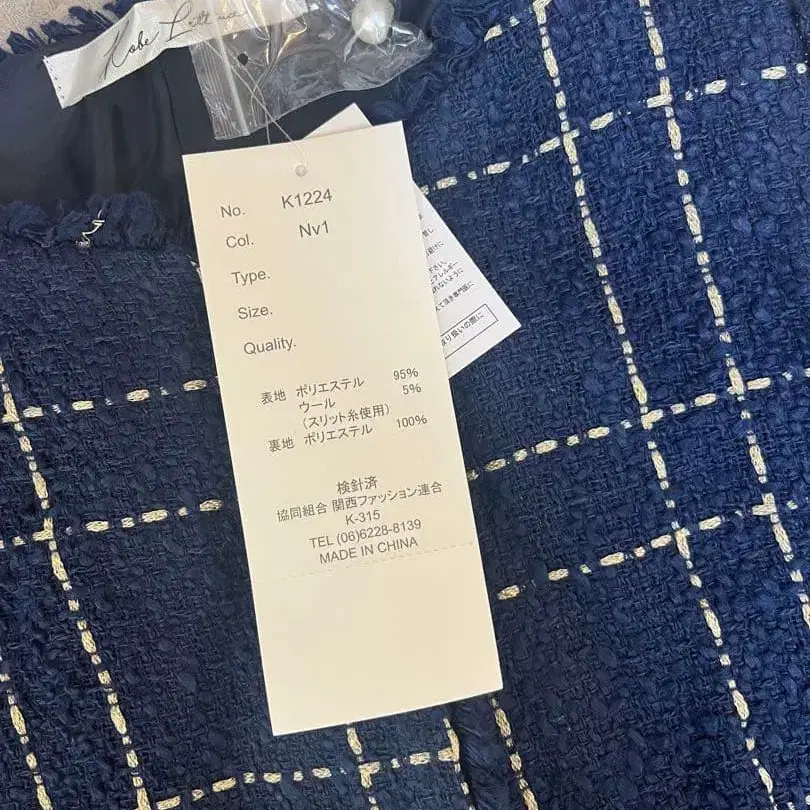 Kobe Lettuce
No. K1224
Col. Nv1
Type.
Size.
Quality.
表地 ポリエステル 95%
ウール 5%
(スリット糸使用)
裏地 ポリエステル 100%
検針済
協同組合 関西ファッション連合
K-315
TEL (06)6228-8139
MADE IN CHINA